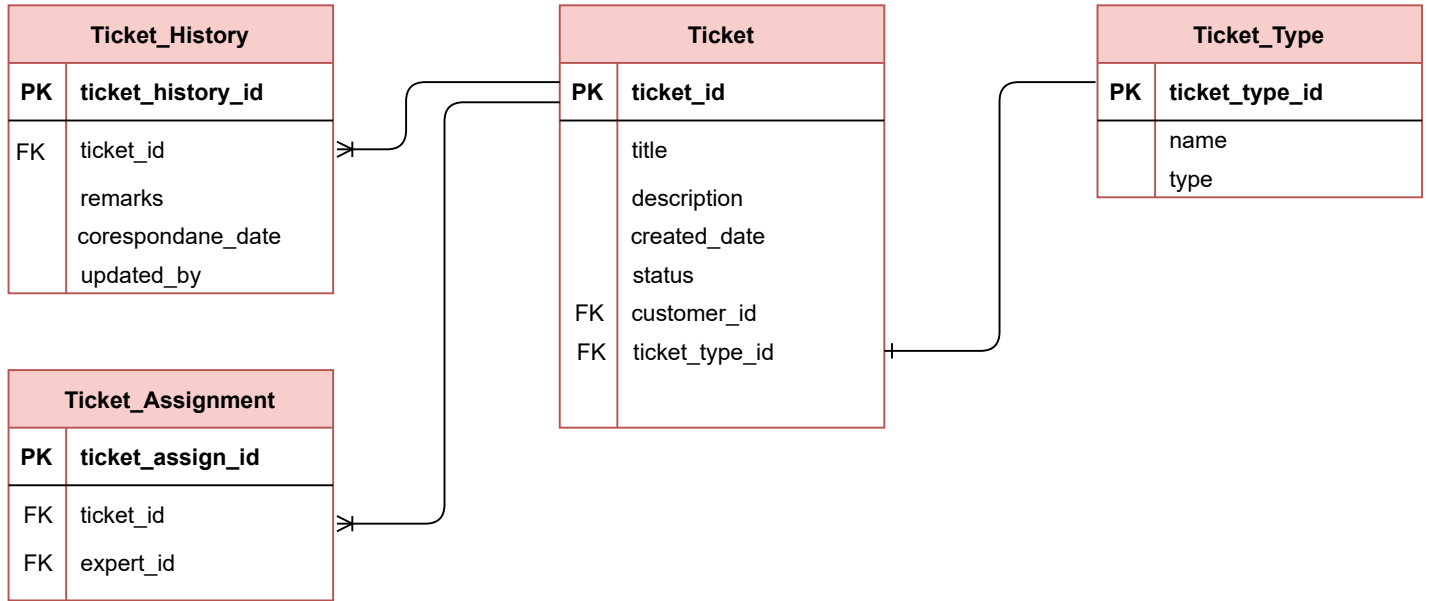 Ticket_History
PK ticket_history_id
FK ticket_id
remarks
corespondane_date
updated_by
Ticket
PK ticket_id
title
description
created_date
status
FK customer_id
FK ticket_type_id
Ticket_Type
PK ticket_type_id
name
type
Ticket_Assignment
PK ticket_assign_id
FK ticket_id
FK expert_id